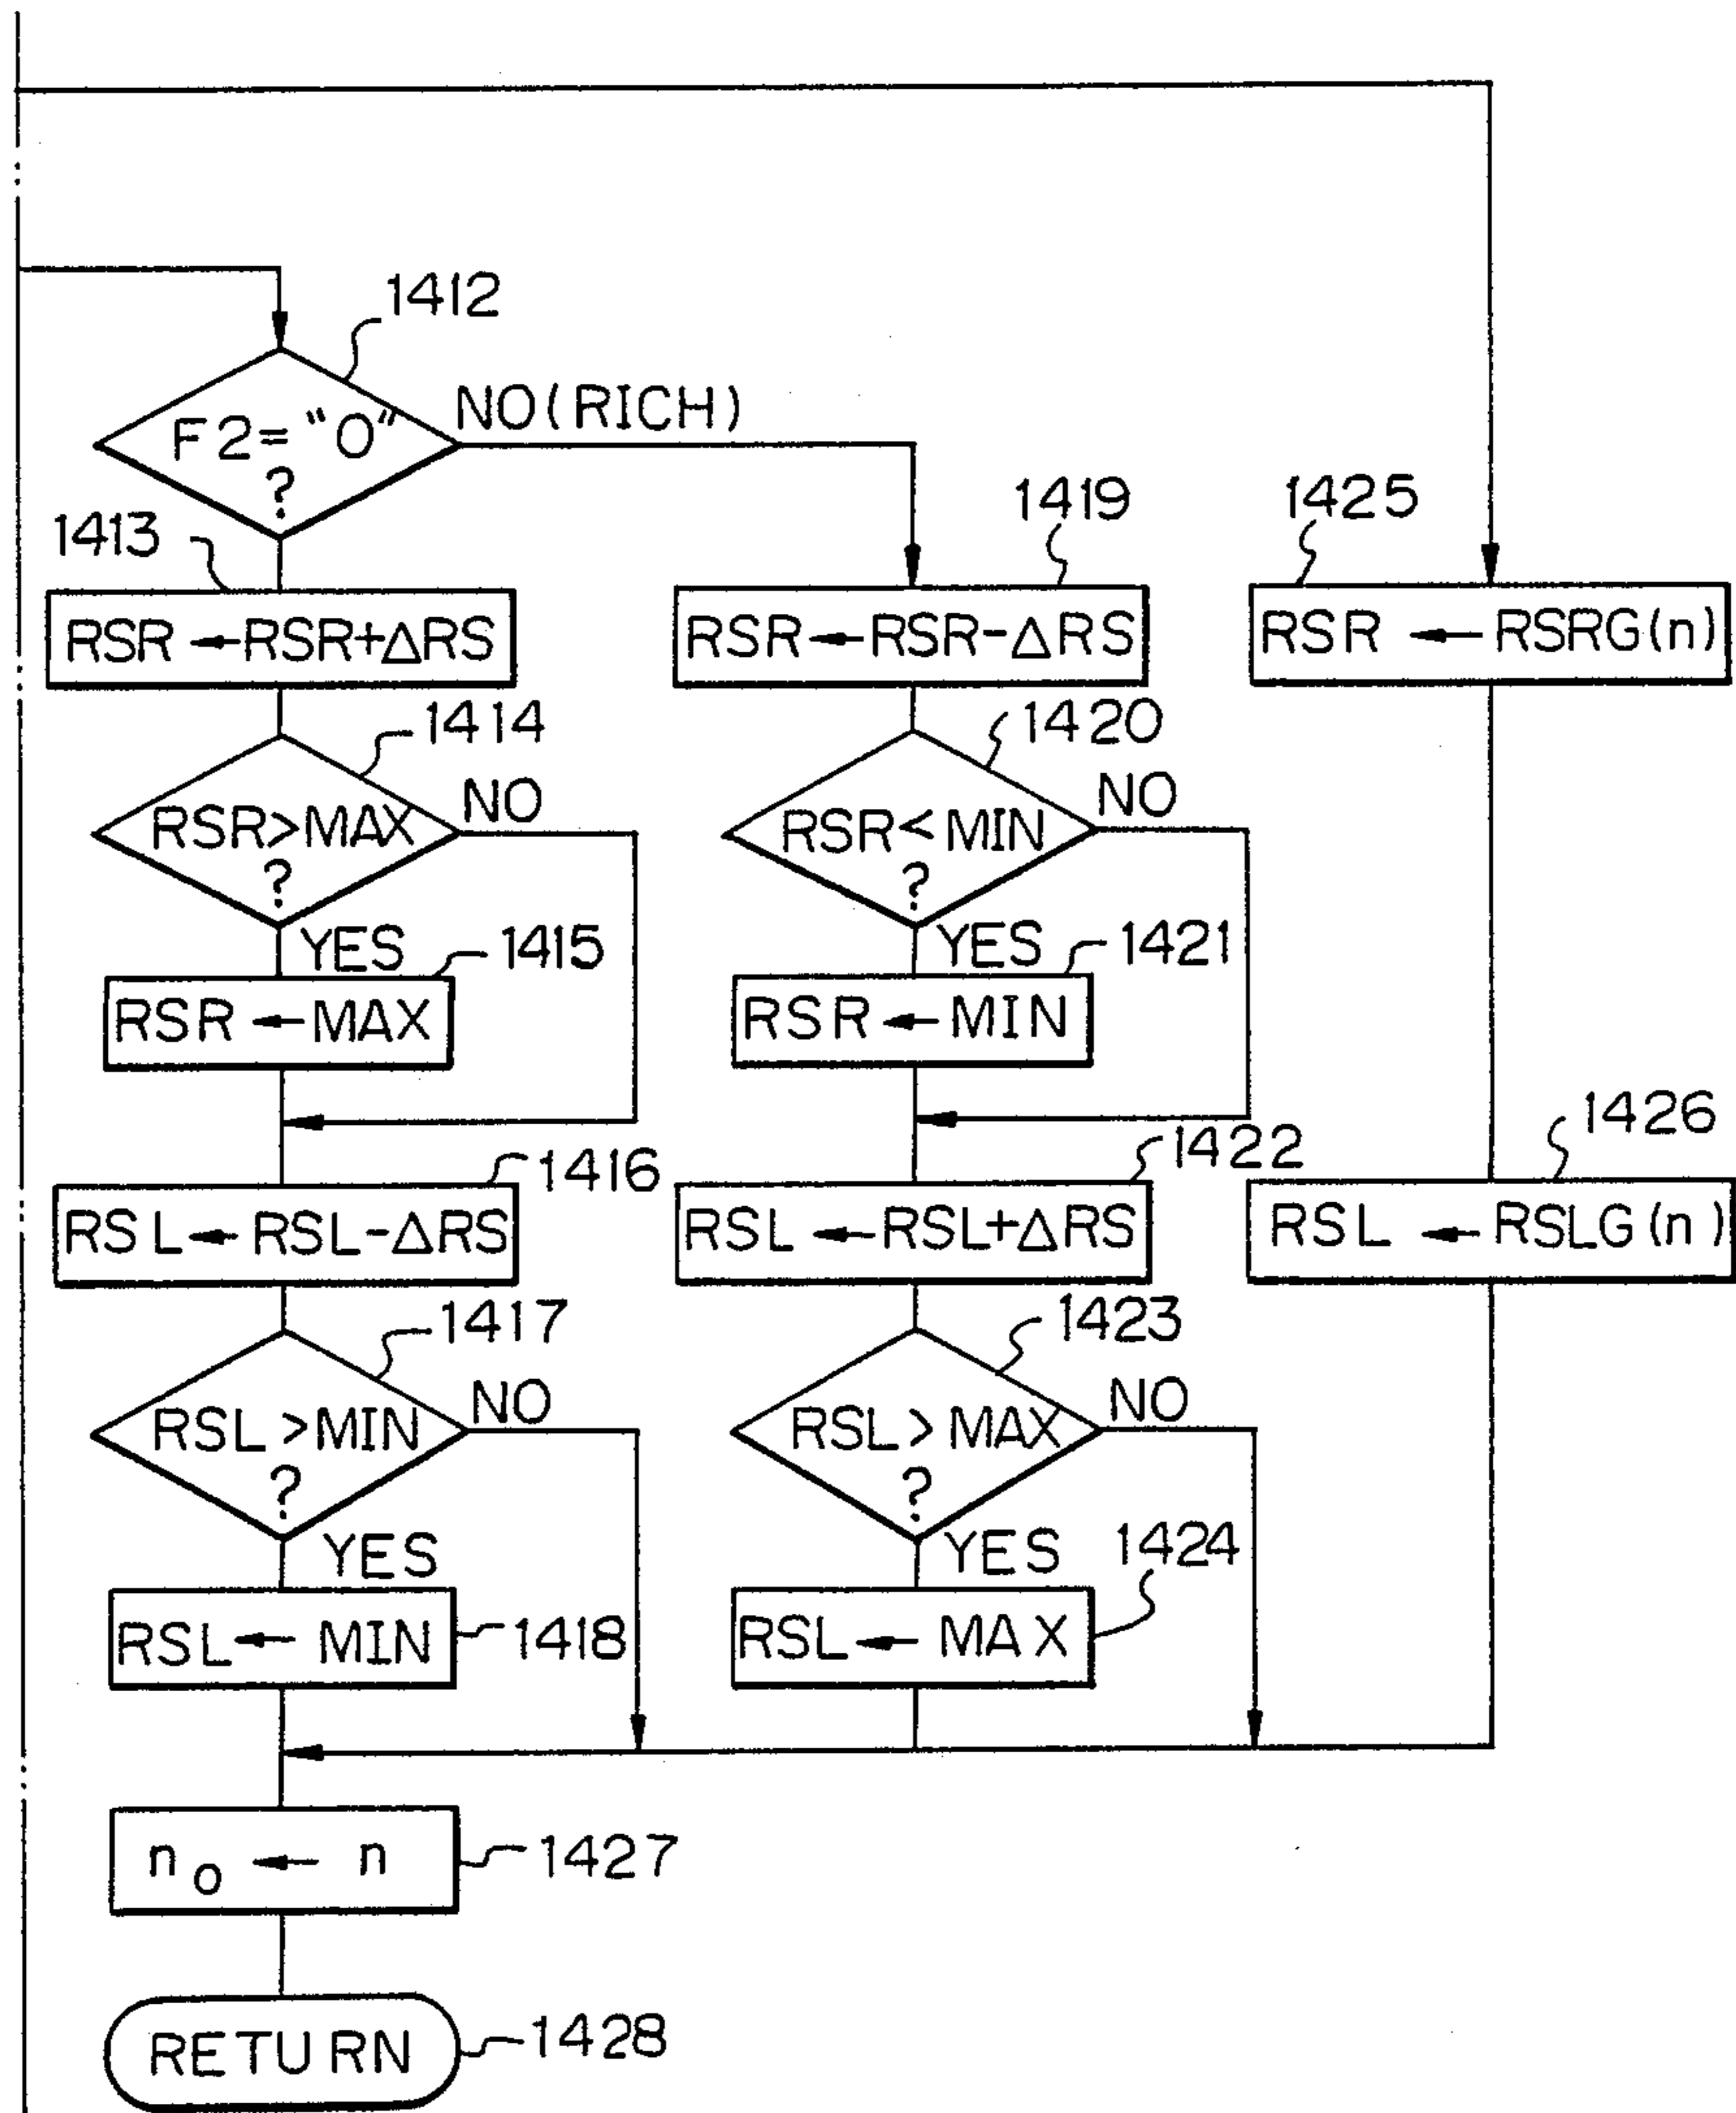 1412
F2="0"
?
NO(RICH)
1413
RSR←RSR+ΔRS
1414
RSR>MAX
?
NO
YES
1415
RSR←MAX
1416
RSL←RSL-ΔRS
1417
RSL>MIN
?
NO
YES
1418
RSL←MIN
1419
RSR←RSR-ΔRS
1420
RSR<MIN
?
NO
YES
1421
RSR←MIN
1422
RSL←RSL+ΔRS
1423
RSL>MAX
?
NO
YES
1424
RSL←MAX
1425
RSR←RSRG(n)
1426
RSL←RSLG(n)
1427
n₀←n
1428
RETURN